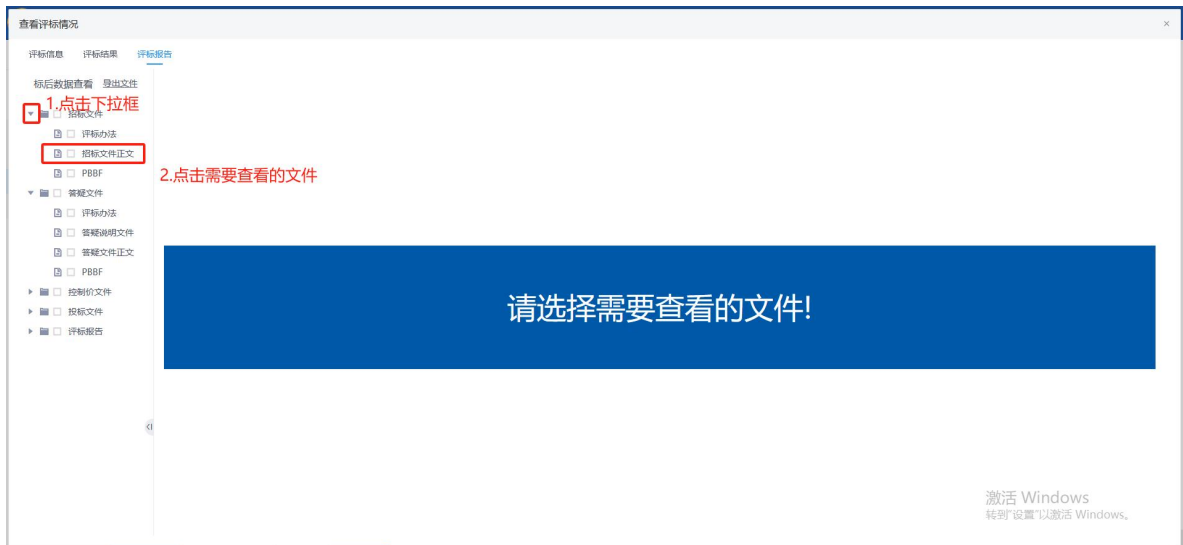 查看评标情况 ×
评标信息 评标结果 评标报告
标后数据查看 导出文件
1.点击下拉框
招标文件
评标办法
招标文件正文
2.点击需要查看的文件
PBBF
答疑文件
评标办法
答疑说明文件
答疑文件正文
PBBF
控制价文件
投标文件
评标报告
请选择需要查看的文件!
激活 Windows
转到"设置"以激活 Windows。